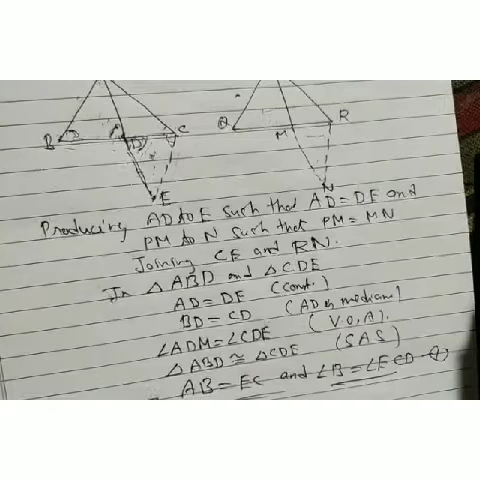 B D C Q M R
E N
Producing AD to E such that AD = DE and
PM to N such that PM = MN
Joining CE and RN.
In △ ABD and △ CDE
AD = DE (const.)
BD = CD (AD is median)
∠ADM = ∠CDE (V.O.A).
△ ABD ≅ △ CDE (SAS)
AB = EC and ∠B = ∠ECD